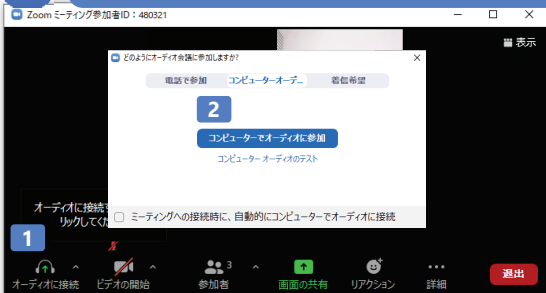 Zoom ミーティング参加者ID：480321
表示
どのようにオーディオ会議に参加しますか?
電話で参加 コンピューターオーデ... 着信希望
2
コンピューターでオーディオに参加
コンピューター オーディオのテスト
オーディオに接続す
リックしてくだ
ミーティングへの接続時に、自動的にコンピューターでオーディオに接続
1
3
オーディオに接続 ビデオの開始 参加者 画面の共有 リアクション 詳細 退出